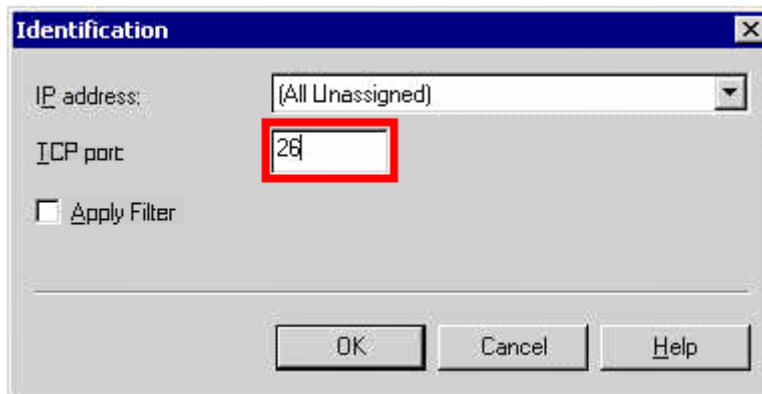 Identification
IP address: (All Unassigned)
TCP port: 26
Apply Filter
OK Cancel Help